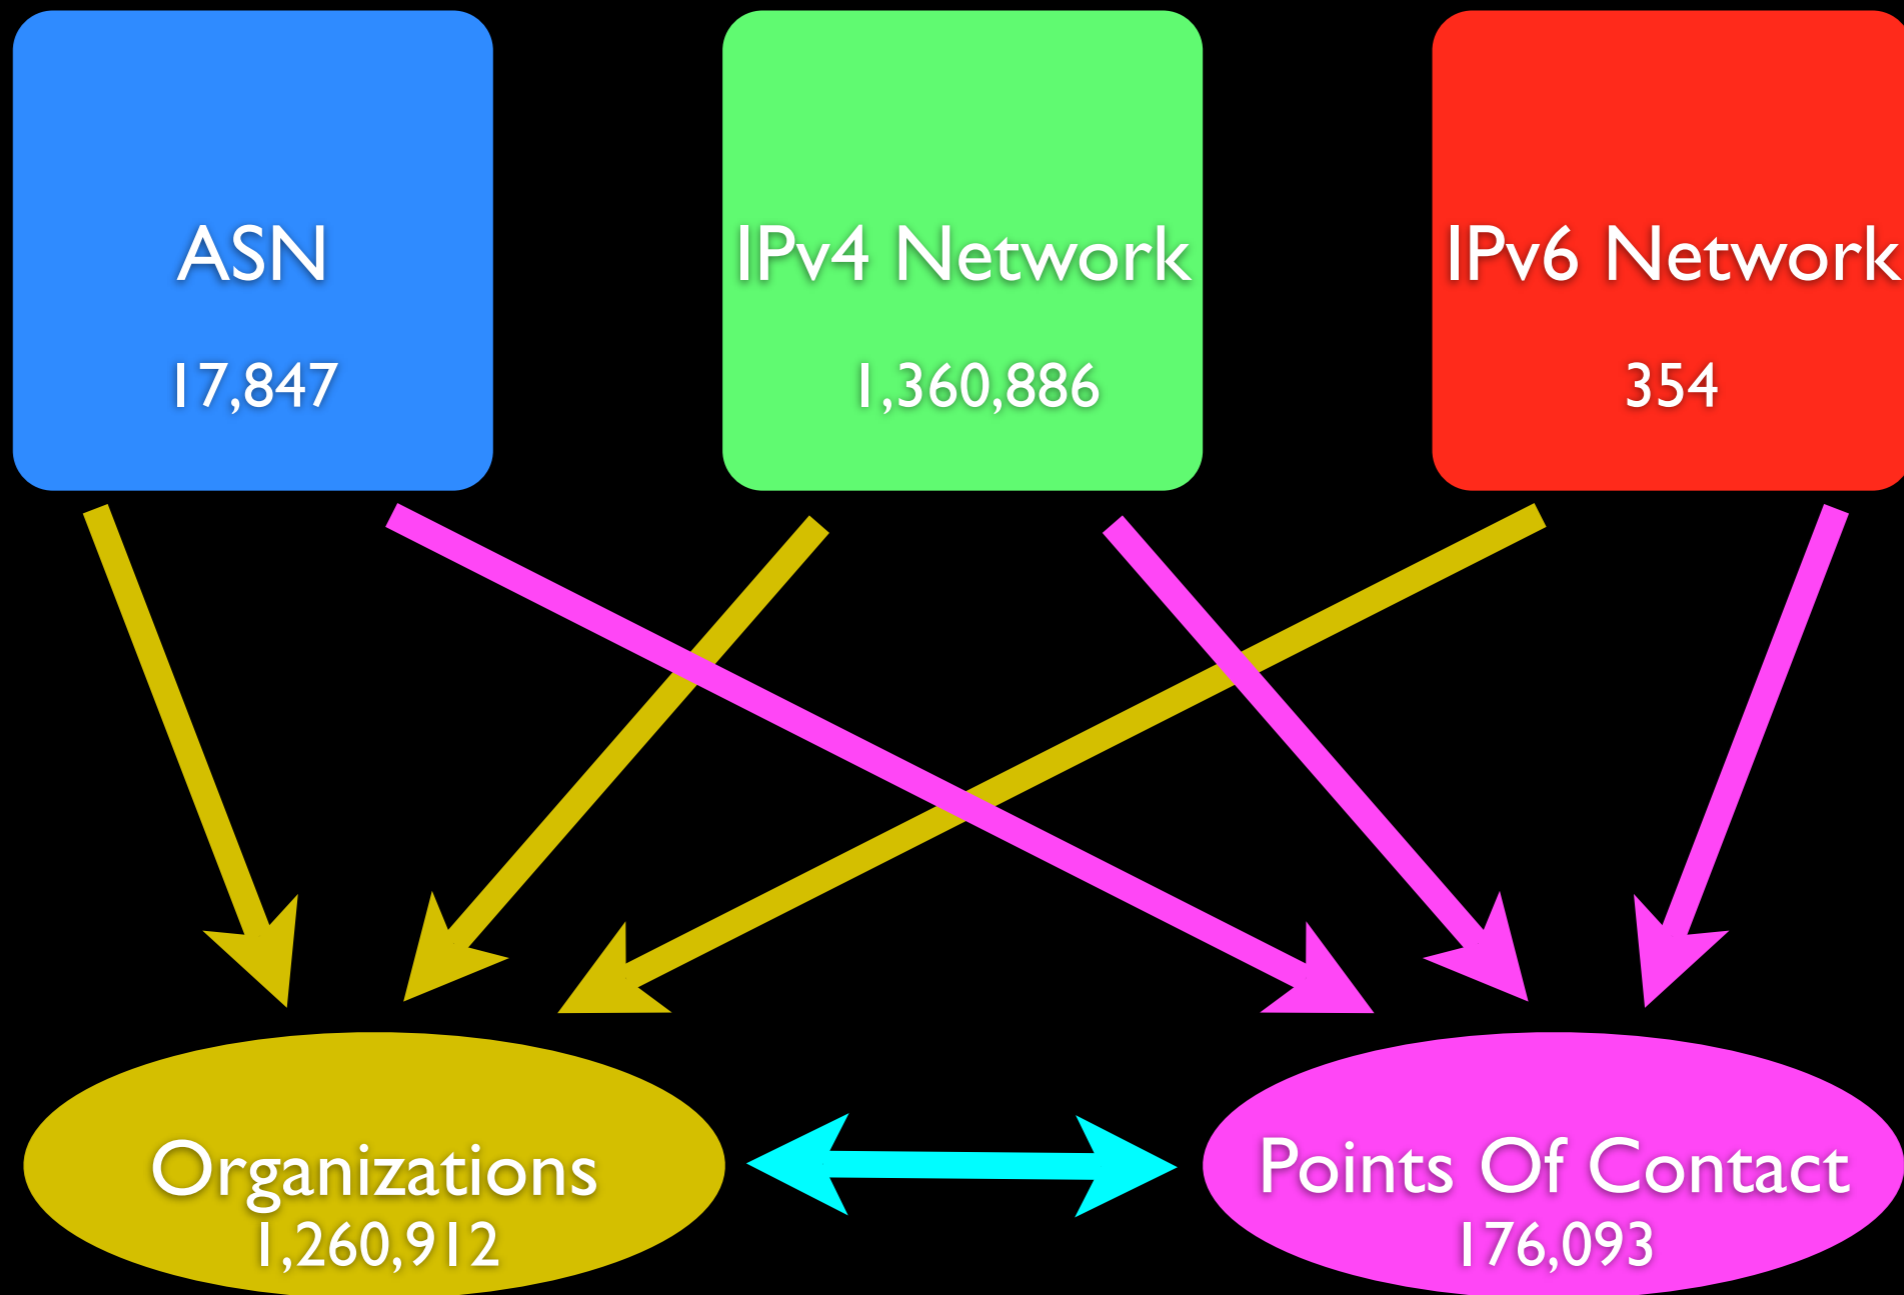 ASN
17,847
IPv4 Network
1,360,886
IPv6 Network
354
Organizations
1,260,912
Points Of Contact
176,093